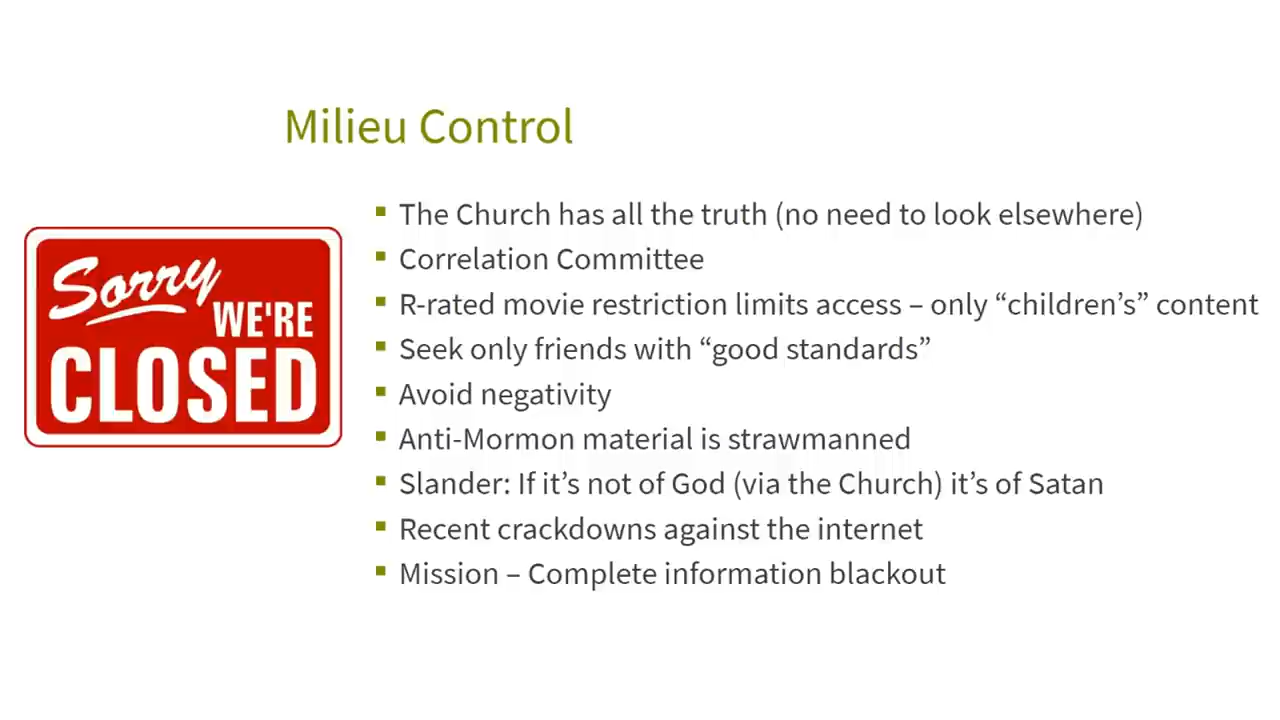 Milieu Control
The Church has all the truth (no need to look elsewhere)
Correlation Committee
R-rated movie restriction limits access – only “children’s” content
Seek only friends with “good standards”
Avoid negativity
Anti-Mormon material is strawmanned
Slander: If it’s not of God (via the Church) it’s of Satan
Recent crackdowns against the internet
Mission – Complete information blackout
Sorry
WE'RE
CLOSED